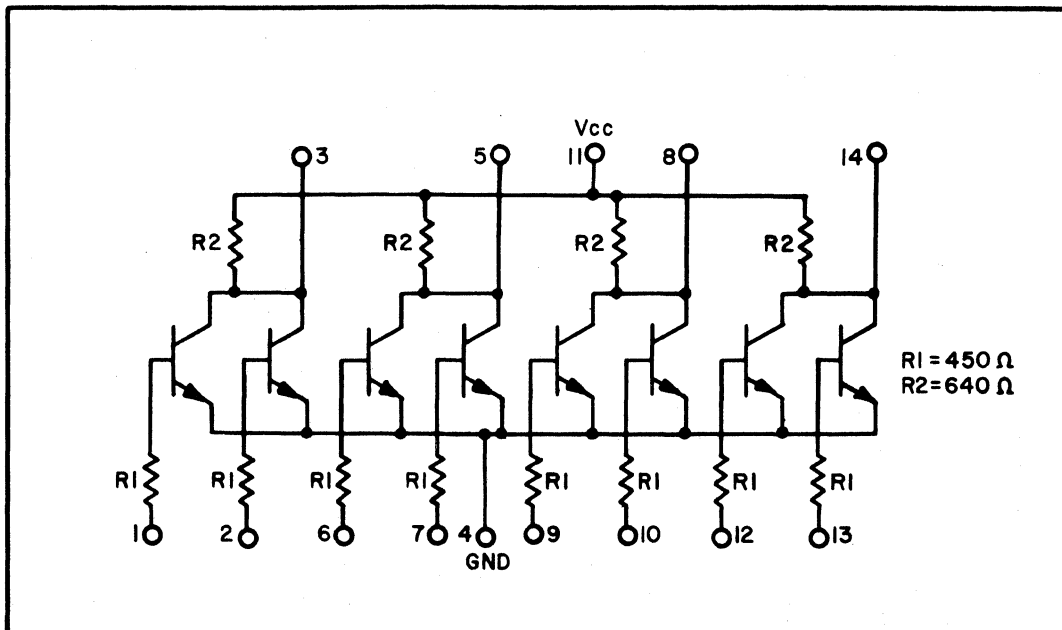 Vcc
3 5 11 8 14
R2 R2 R2 R2
R1 = 450 Ω
R2 = 640 Ω
R1 R1 R1 R1 R1 R1 R1 R1
1 2 6 7 4 9 10 12 13
GND